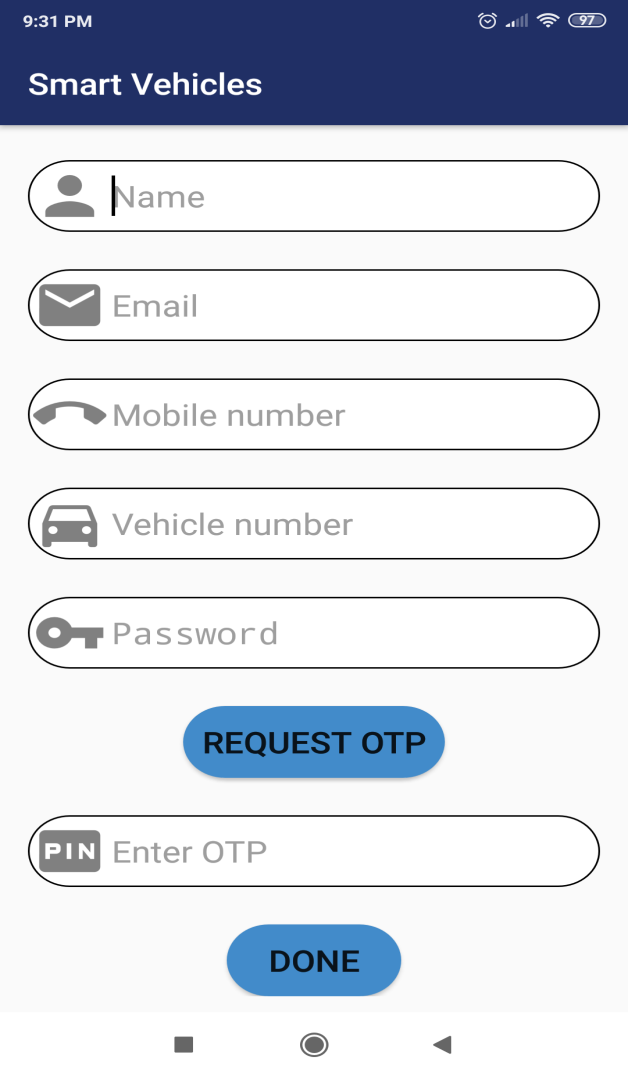 9:31 PM
97
Smart Vehicles
Name
Email
Mobile number
Vehicle number
Password
REQUEST OTP
PIN
Enter OTP
DONE